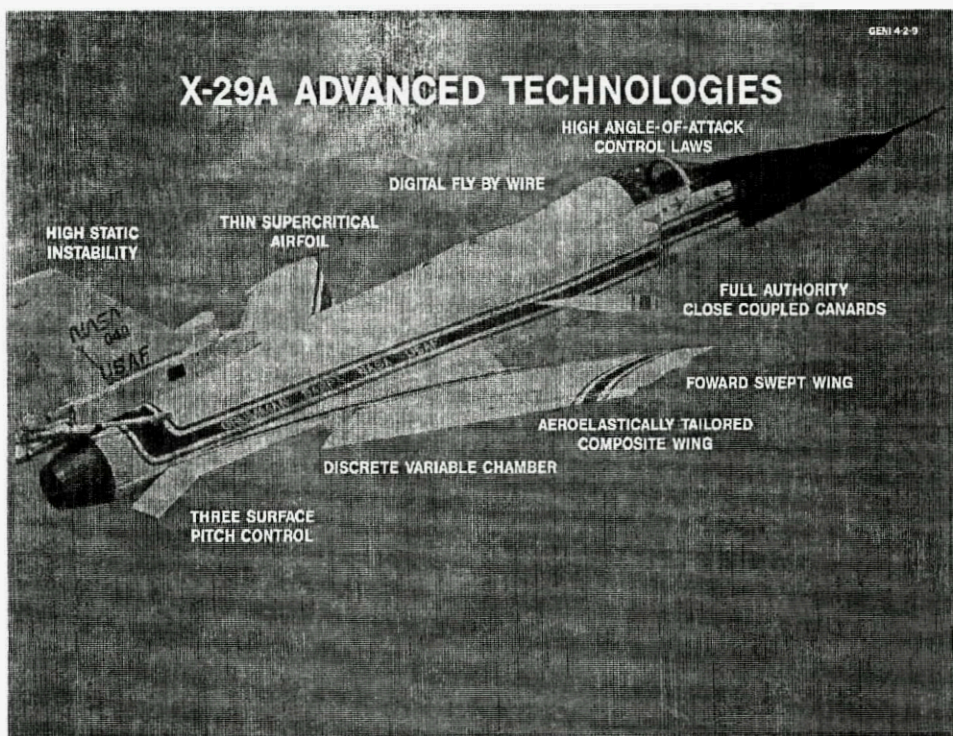 GENI 4-2-9
X-29A ADVANCED TECHNOLOGIES
HIGH ANGLE-OF-ATTACK
CONTROL LAWS
DIGITAL FLY BY WIRE
THIN SUPERCRITICAL
AIRFOIL
HIGH STATIC
INSTABILITY
FULL AUTHORITY
CLOSE COUPLED CANARDS
NASA
USAF
FOWARD SWEPT WING
AEROELASTICALLY TAILORED
COMPOSITE WING
DISCRETE VARIABLE CHAMBER
THREE SURFACE
PITCH CONTROL